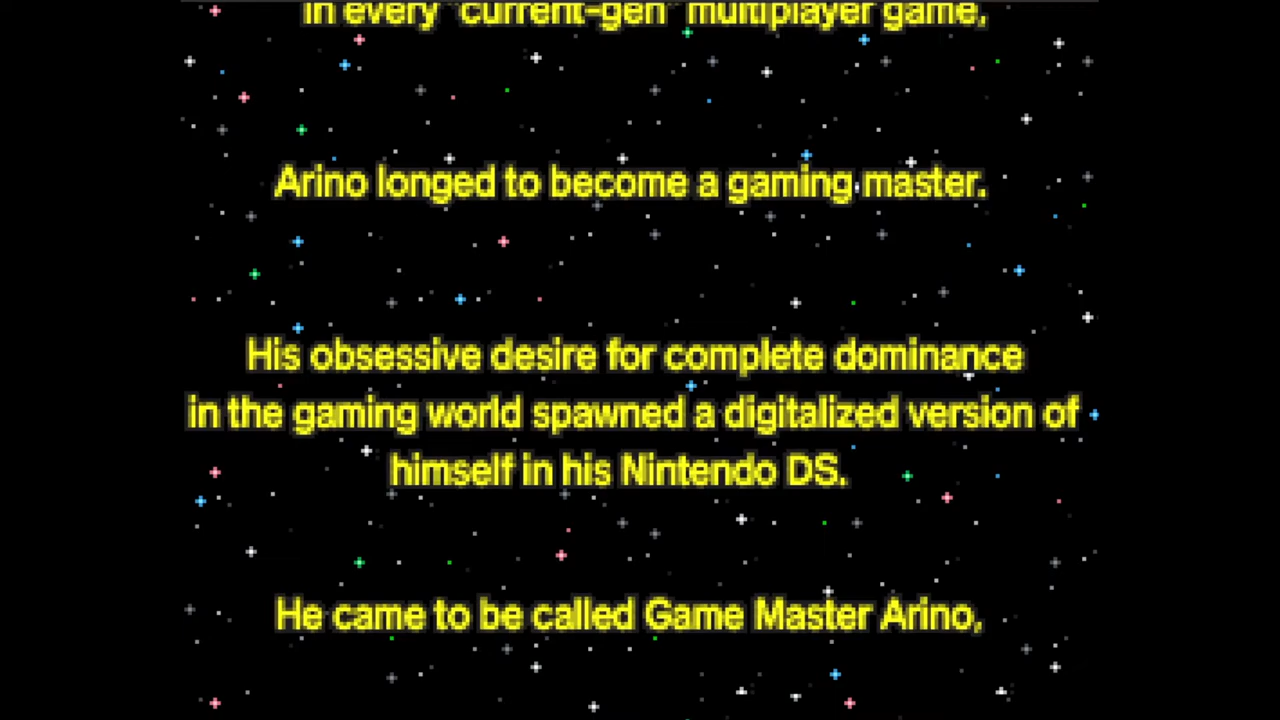 in every "current-gen" multiplayer game.
Arino longed to become a gaming master.
His obsessive desire for complete dominance
in the gaming world spawned a digitalized version of
himself in his Nintendo DS.
He came to be called Game Master Arino,